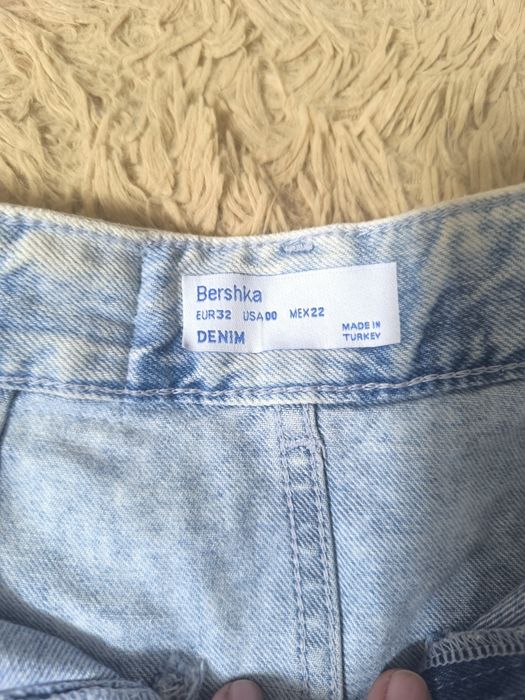 Bershka
EUR32 USA00 MEX22
DENIM
MADE IN
TURKEY